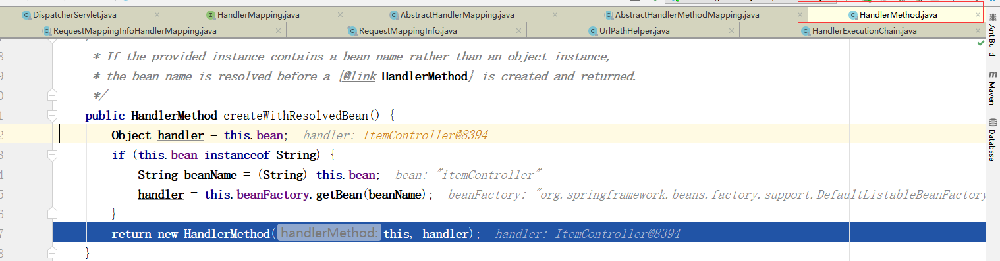 DispatcherServlet.java HandlerMapping.java AbstractHandlerMapping.java AbstractHandlerMethodMapping.java HandlerMethod.java
RequestMappingInfoHandlerMapping.java RequestMappingInfo.java UrlPathHelper.java HandlerExecutionChain.java
8 * If the provided instance contains a bean name rather than an object instance,
9 * the bean name is resolved before a {@link HandlerMethod} is created and returned.
0 */
1 public HandlerMethod createWithResolvedBean() {
2 Object handler = this.bean; handler: ItemController@8394
3 if (this.bean instanceof String) {
4 String beanName = (String) this.bean; bean: "itemController"
5 handler = this.beanFactory.getBean(beanName); beanFactory: "org.springframework.beans.factory.support.DefaultListableBeanFactory
6 }
7 return new HandlerMethod( handlerMethod: this, handler); handler: ItemController@8394
8 }
Ant Build
m Maven
Database